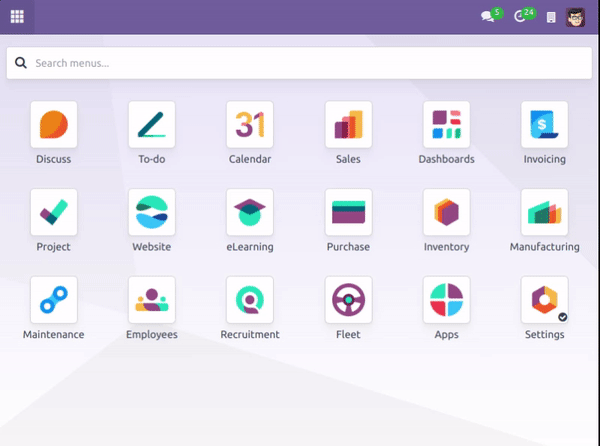 5 24
Search menus...
31 $
Discuss To-do Calendar Sales Dashboards Invoicing
Project Website eLearning Purchase Inventory Manufacturing
Maintenance Employees Recruitment Fleet Apps Settings